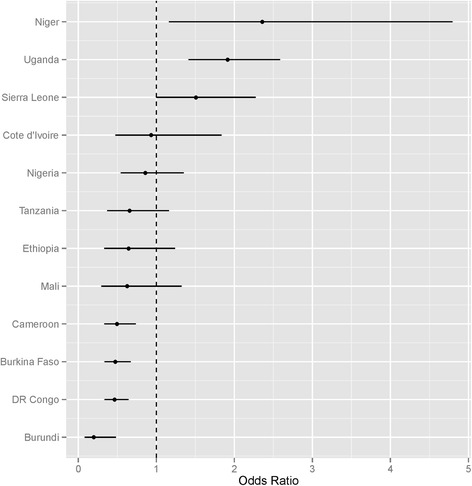 Niger
Uganda
Sierra Leone
Cote d'Ivoire
Nigeria
Tanzania
Ethiopia
Mali
Cameroon
Burkina Faso
DR Congo
Burundi
0 1 2 3 4 5
Odds Ratio